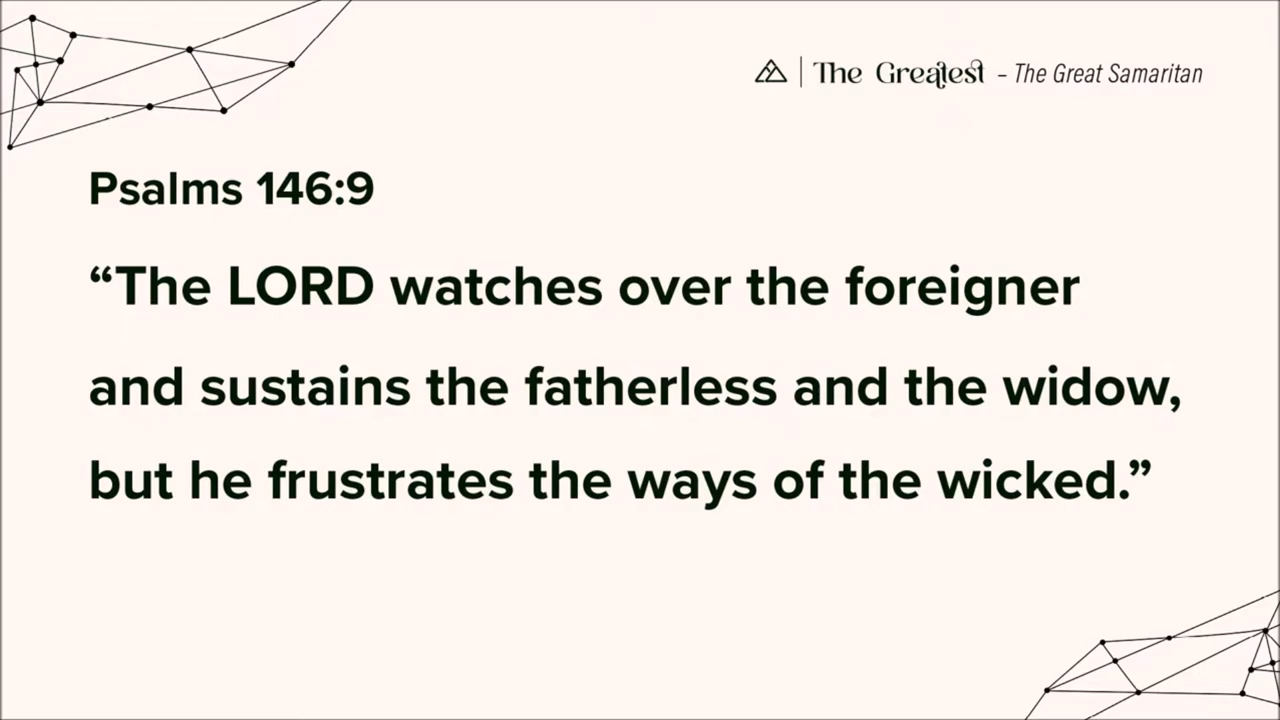 The Greatest – The Great Samaritan
Psalms 146:9
“The LORD watches over the foreigner
and sustains the fatherless and the widow,
but he frustrates the ways of the wicked.”